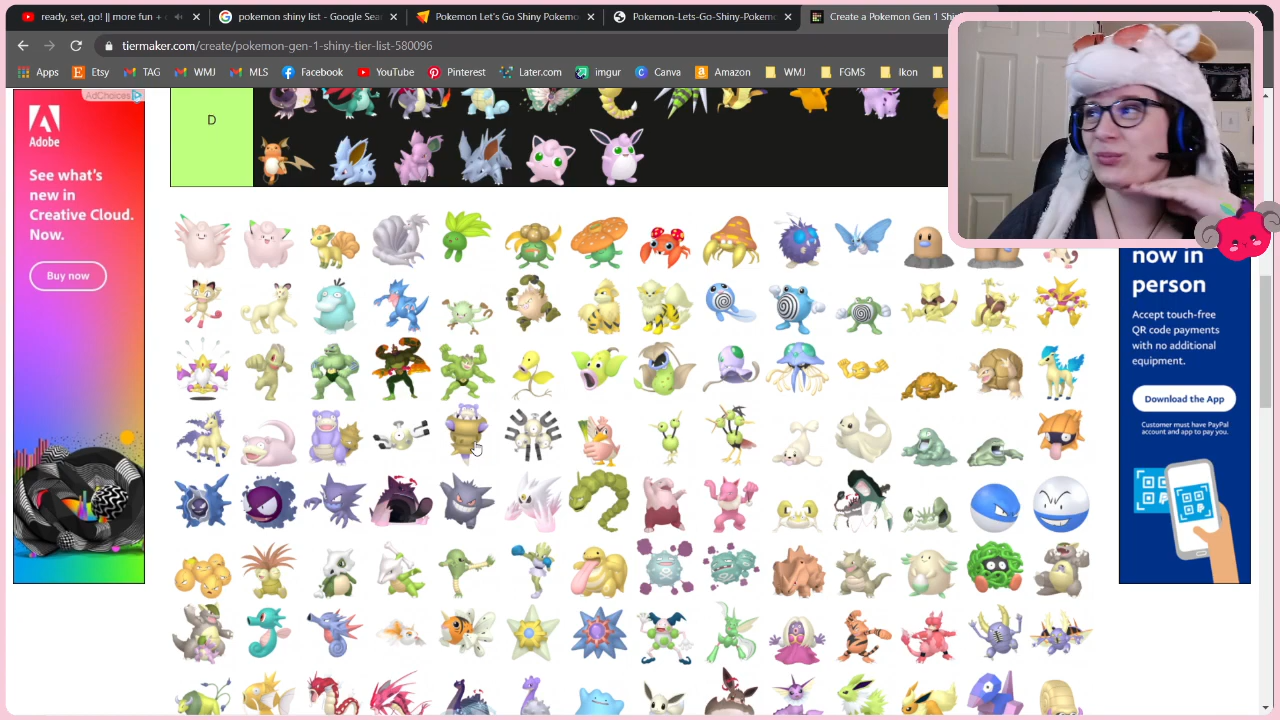 ready, set, go! || more fun +
pokemon shiny list - Google Sea
Pokemon Let's Go Shiny Pokemo
Pokemon-Lets-Go-Shiny-Pokemo
Create a Pokemon Gen 1 Shi
tiermaker.com/create/pokemon-gen-1-shiny-tier-list-580096
Apps
Etsy
TAG
WMJ
MLS
Facebook
YouTube
Pinterest
Later.com
imgur
Canva
Amazon
WMJ
FGMS
Ikon
AdChoices
Adobe
See what's
new in
Creative Cloud.
Now.
Buy now
D
now in
person
Accept touch-free
QR code payments
with no additional
equipment.
Download the App
Customer must have PayPal
account and app to pay you.